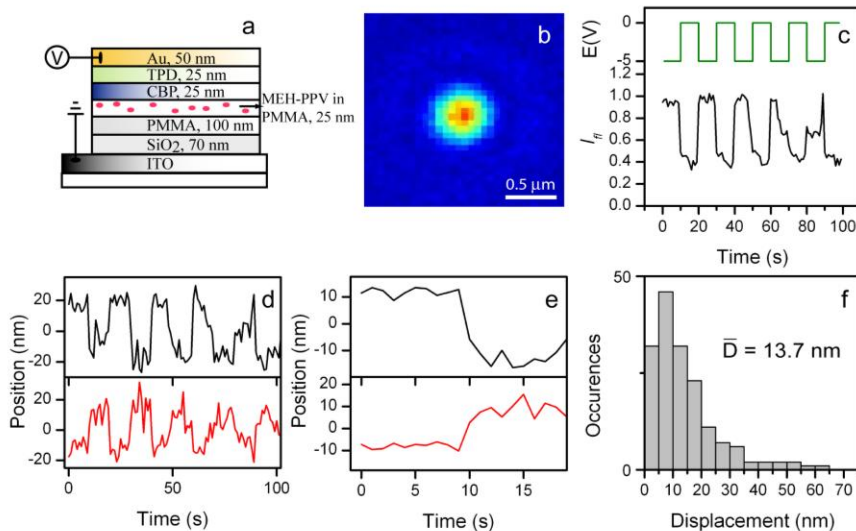 a
V
Au, 50 nm
TPD, 25 nm
CBP, 25 nm
MEH-PPV in
PMMA, 25 nm
PMMA, 100 nm
SiO2, 70 nm
ITO
b
0.5 μm
c
E(V)
0
-5
1.2
1.0
0.8
0.6
0.4
0.2
0.0
Ifl
0 20 40 60 80 100
Time (s)
d
Position (nm)
20
0
-20
20
0
-20
0 50 100
Time (s)
e
Position (nm)
10
0
-10
20
10
0
-10
0 5 10 15
Time (s)
f
Occurences
50
0
D̅ = 13.7 nm
0 10 20 30 40 50 60 70
Displacement (nm)